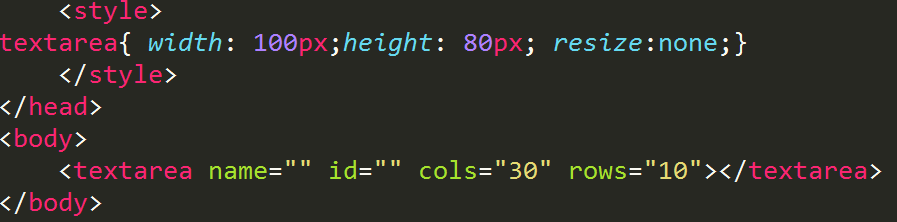 <style>
textarea{ width: 100px;height: 80px; resize:none;}
</style>
</head>
<body>
<textarea name="" id="" cols="30" rows="10"></textarea>
</body>